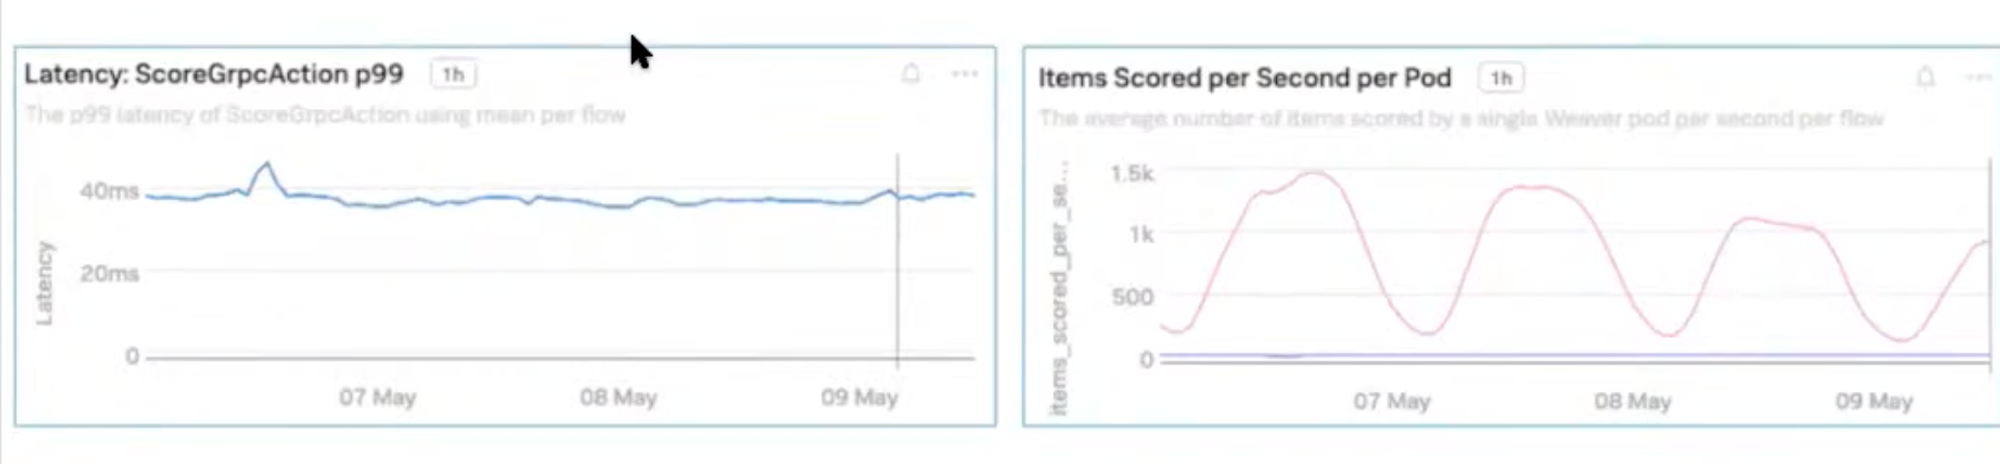 Latency: ScoreGrpcAction p99 1h
The p99 latency of ScoreGrpcAction using mean per flow
Latency
40ms
20ms
0
07 May 08 May 09 May
Items Scored per Second per Pod 1h
The average number of items scored by a single Weaver pod per second per flow
items_scored_per_se...
1.5k
1k
500
0
07 May 08 May 09 May